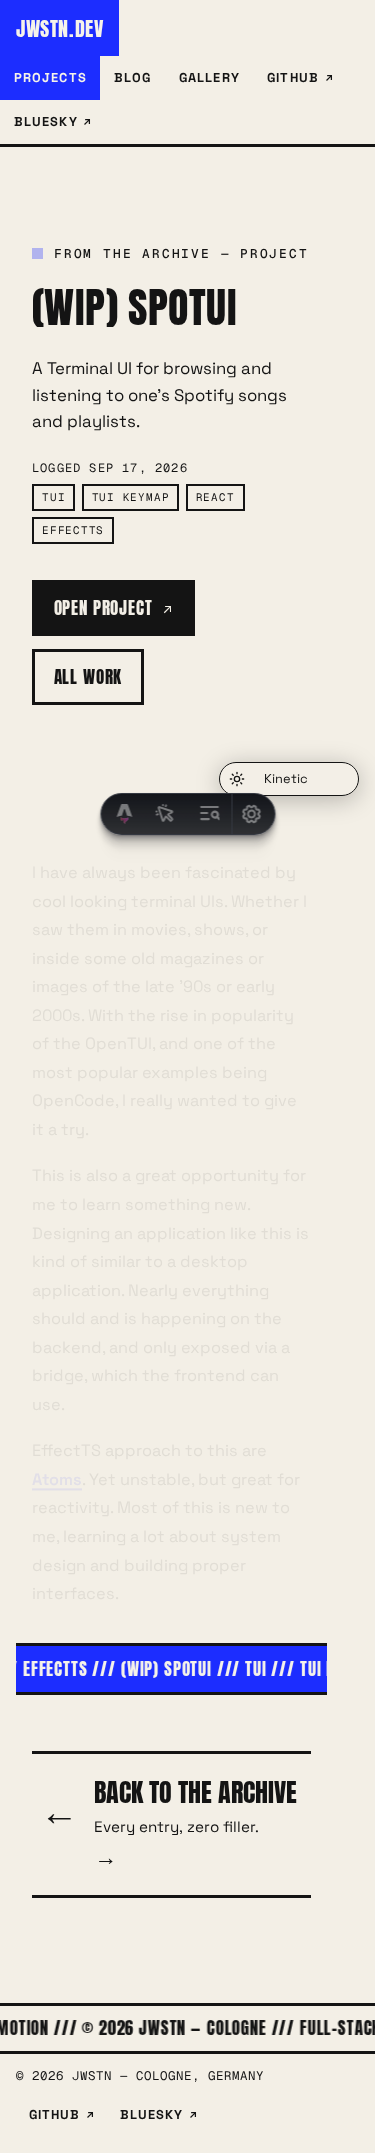 JWSTN.DEV
PROJECTS BLOG GALLERY GITHUB ↗
BLUESKY ↗
FROM THE ARCHIVE — PROJECT
(WIP) SPOTUI
A Terminal UI for browsing and
listening to one's Spotify songs
and playlists.
LOGGED SEP 17, 2026
TUI TUI KEYMAP REACT
EFFECTTS
OPEN PROJECT ↗
ALL WORK
Kinetic
I have always been fascinated by
cool looking terminal UIs. Whether I
saw them in movies, shows, or
inside some old magazines or
images of the late '90s or early
2000s. With the rise in popularity
of the OpenTUI, and one of the
most popular examples being
OpenCode, I really wanted to give
it a try.
This is also a great opportunity for
me to learn something new.
Designing an application like this is
kind of similar to a desktop
application. Nearly everything
should and is happening on the
backend, and only exposed via a
bridge, which the frontend can
use.
EffectTS approach to this are
Atoms. Yet unstable, but great for
reactivity. Most of this is new to
me, learning a lot about system
design and building proper
interfaces.
EFFECTTS /// (WIP) SPOTUI /// TUI /// TUI
← BACK TO THE ARCHIVE
Every entry, zero filler.
→
MOTION /// © 2026 JWSTN — COLOGNE /// FULL-STACK
© 2026 JWSTN — COLOGNE, GERMANY
GITHUB ↗ BLUESKY ↗